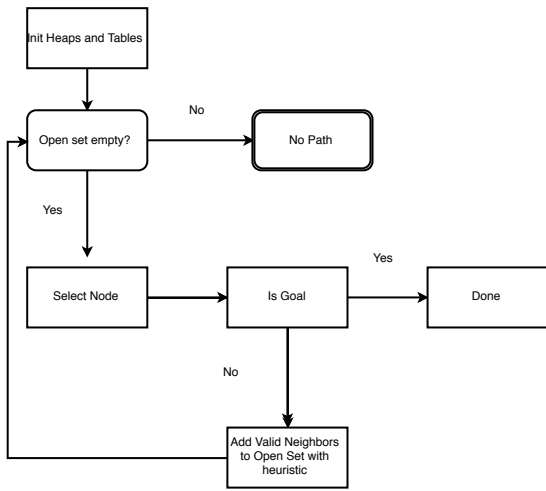 Init Heaps and Tables
No
Open set empty?
No Path
Yes
Yes
Select Node
Is Goal
Done
No
Add Valid Neighbors
to Open Set with
heuristic